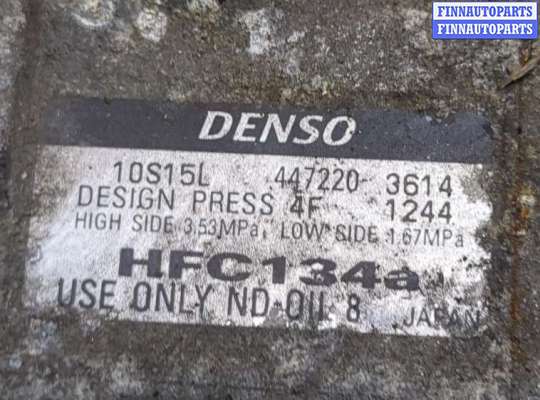 FINNAUTOPARTS
FINNAUTOPARTS
DENSO
10S15L 447220-3614
DESIGN PRESS 4F 1244
HIGH SIDE 3.53MPa, LOW SIDE 1.67MPa
HFC134a
USE ONLY ND-OIL 8 JAPAN